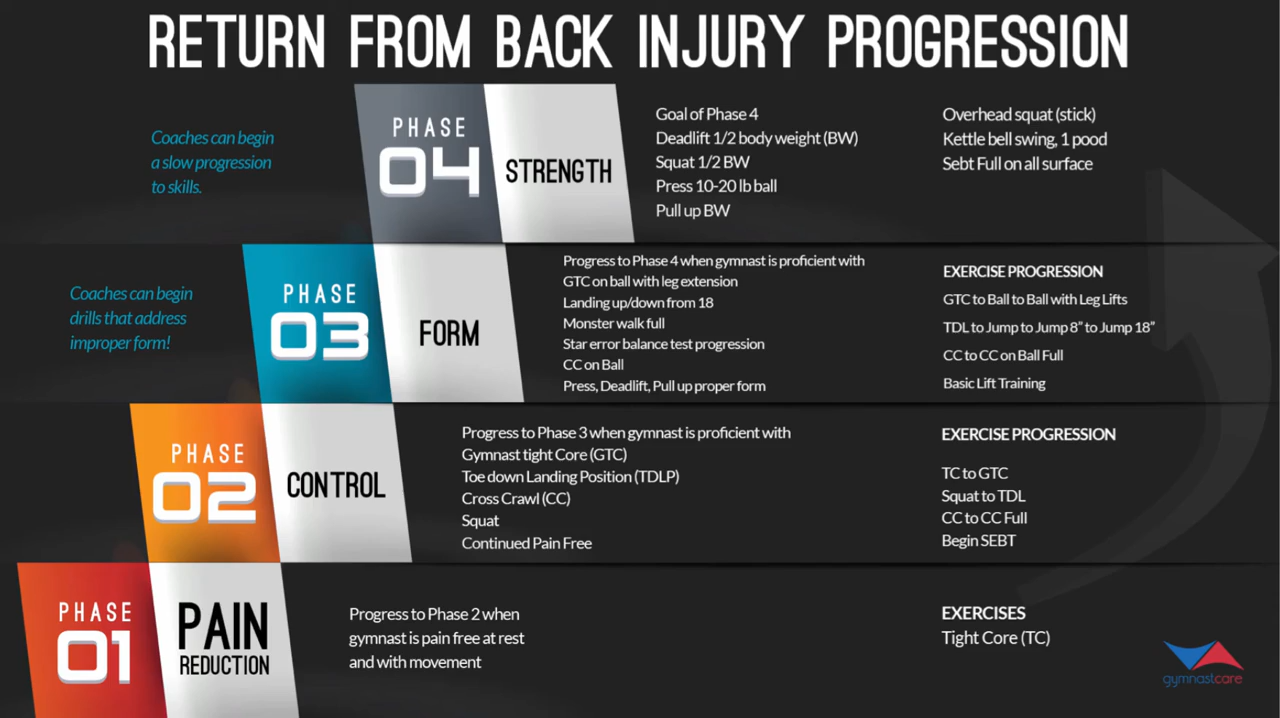 RETURN FROM BACK INJURY PROGRESSION
Coaches can begin
a slow progression
to skills.
PHASE
04
STRENGTH
Goal of Phase 4
Deadlift 1/2 body weight (BW)
Squat 1/2 BW
Press 10-20 lb ball
Pull up BW
Overhead squat (stick)
Kettle bell swing, 1 pood
Sebt Full on all surface
Coaches can begin
drills that address
improper form!
PHASE
03
FORM
Progress to Phase 4 when gymnast is proficient with
GTC on ball with leg extension
Landing up/down from 18
Monster walk full
Star error balance test progression
CC on Ball
Press, Deadlift, Pull up proper form
EXERCISE PROGRESSION
GTC to Ball to Ball with Leg Lifts
TDL to Jump to Jump 8” to Jump 18”
CC to CC on Ball Full
Basic Lift Training
PHASE
02
CONTROL
Progress to Phase 3 when gymnast is proficient with
Gymnast tight Core (GTC)
Toe down Landing Position (TDLP)
Cross Crawl (CC)
Squat
Continued Pain Free
EXERCISE PROGRESSION
TC to GTC
Squat to TDL
CC to CC Full
Begin SEBT
PHASE
01
PAIN
REDUCTION
Progress to Phase 2 when
gymnast is pain free at rest
and with movement
EXERCISES
Tight Core (TC)
gymnastcare